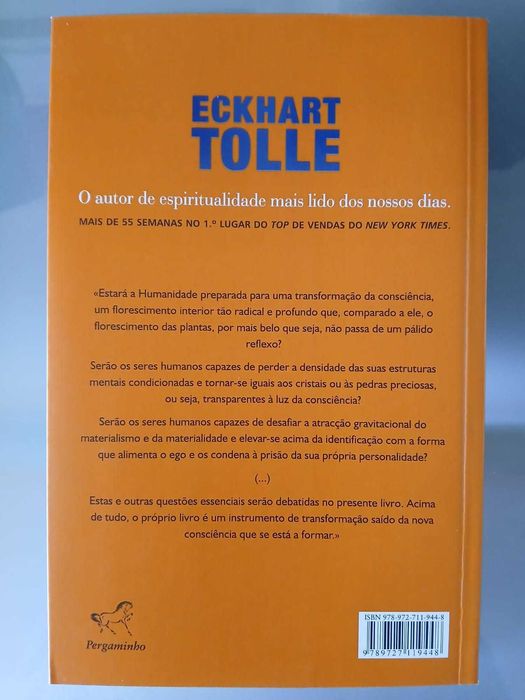 ECKHART
TOLLE
O autor de espiritualidade mais lido dos nossos dias.
MAIS DE 55 SEMANAS NO 1.º LUGAR DO TOP DE VENDAS DO NEW YORK TIMES.
«Estará a Humanidade preparada para uma transformação da consciência,
um florescimento interior tão radical e profundo que, comparado a ele, o
florescimento das plantas, por mais belo que seja, não passa de um pálido
reflexo?
Serão os seres humanos capazes de perder a densidade das suas estruturas
mentais condicionadas e tornar-se iguais aos cristais ou às pedras preciosas,
ou seja, transparentes à luz da consciência?
Serão os seres humanos capazes de desafiar a atracção gravitacional do
materialismo e da materialidade e elevar-se acima da identificação com a forma
que alimenta o ego e os condena à prisão da sua própria personalidade?
(...)
Estas e outras questões essenciais serão debatidas no presente livro. Acima
de tudo, o próprio livro é um instrumento de transformação saído da nova
consciência que se está a formar.»
Pergaminho
ISBN 978-972-711-944-8
9 789727 119448